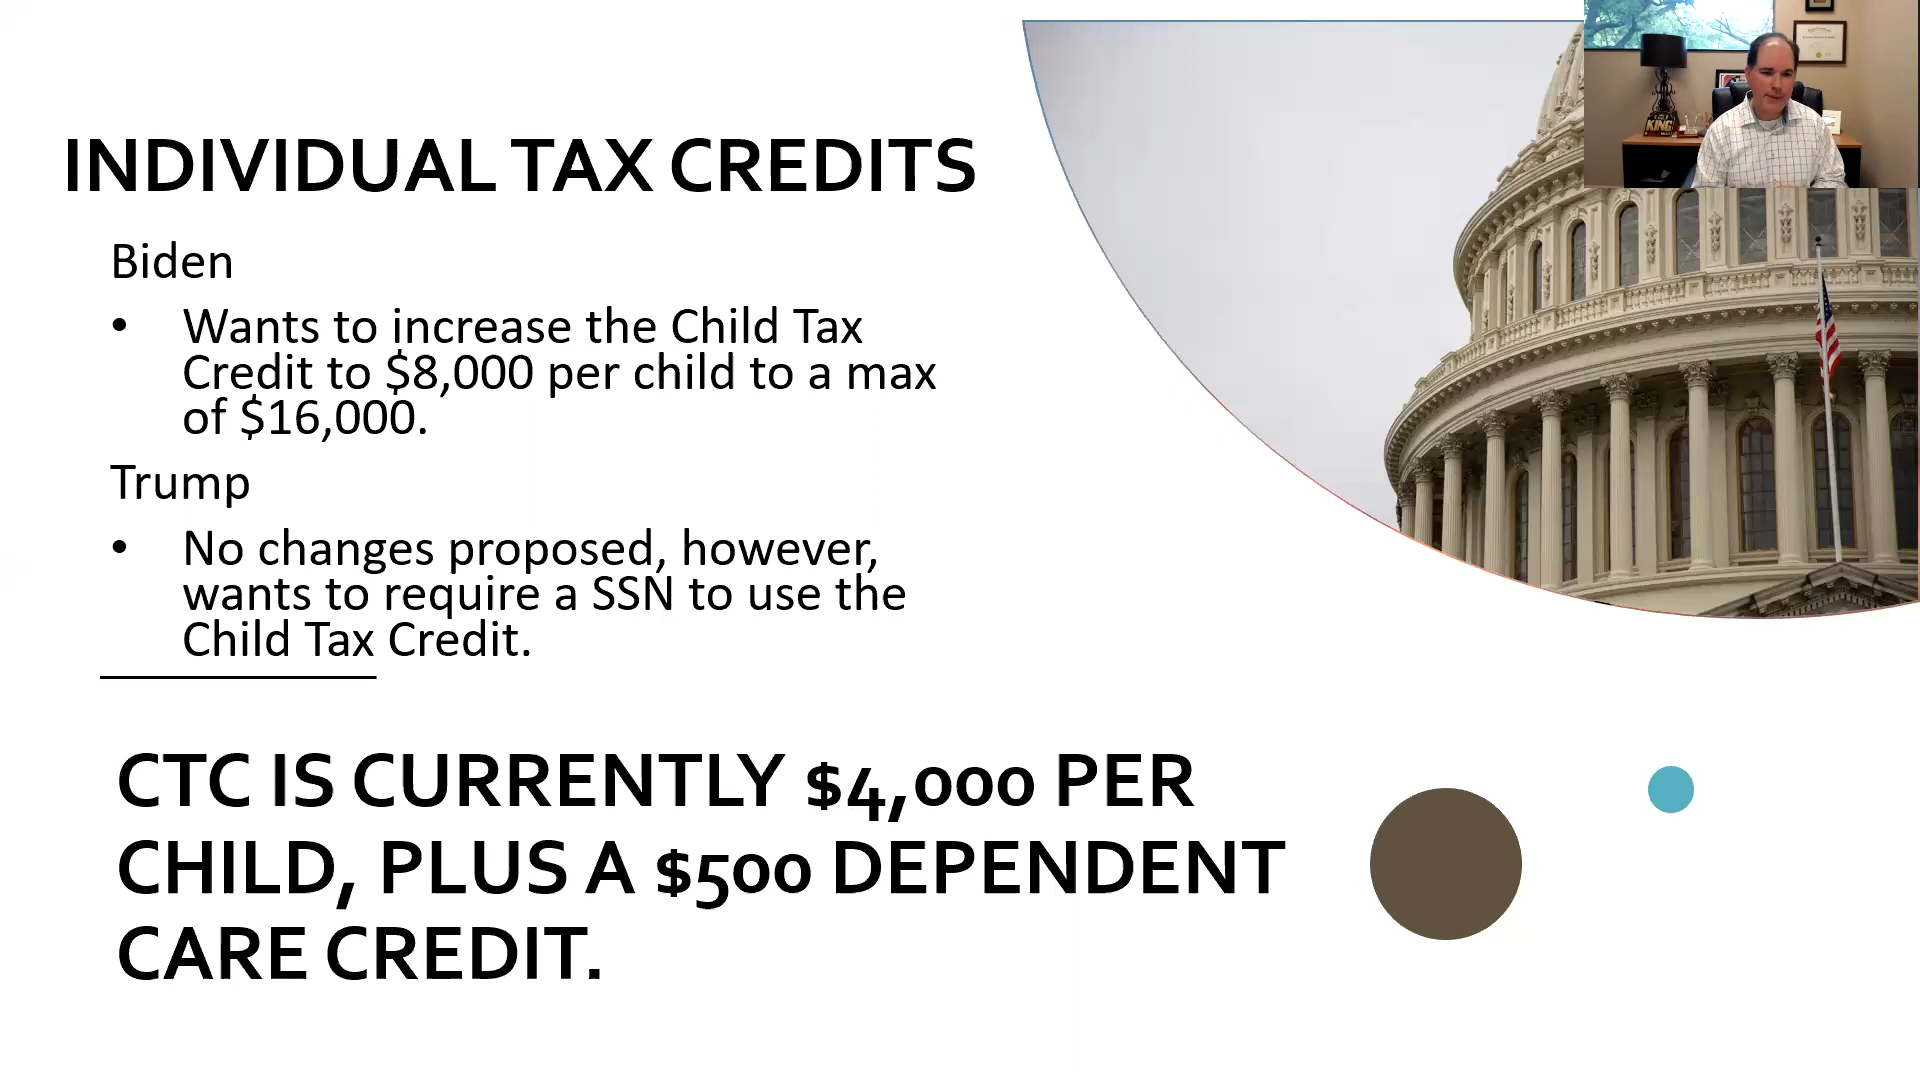 INDIVIDUAL TAX CREDITS
Biden
• Wants to increase the Child Tax
Credit to $8,000 per child to a max
of $16,000.
Trump
• No changes proposed, however,
wants to require a SSN to use the
Child Tax Credit.
CTC IS CURRENTLY $4,000 PER
CHILD, PLUS A $500 DEPENDENT
CARE CREDIT.
KING